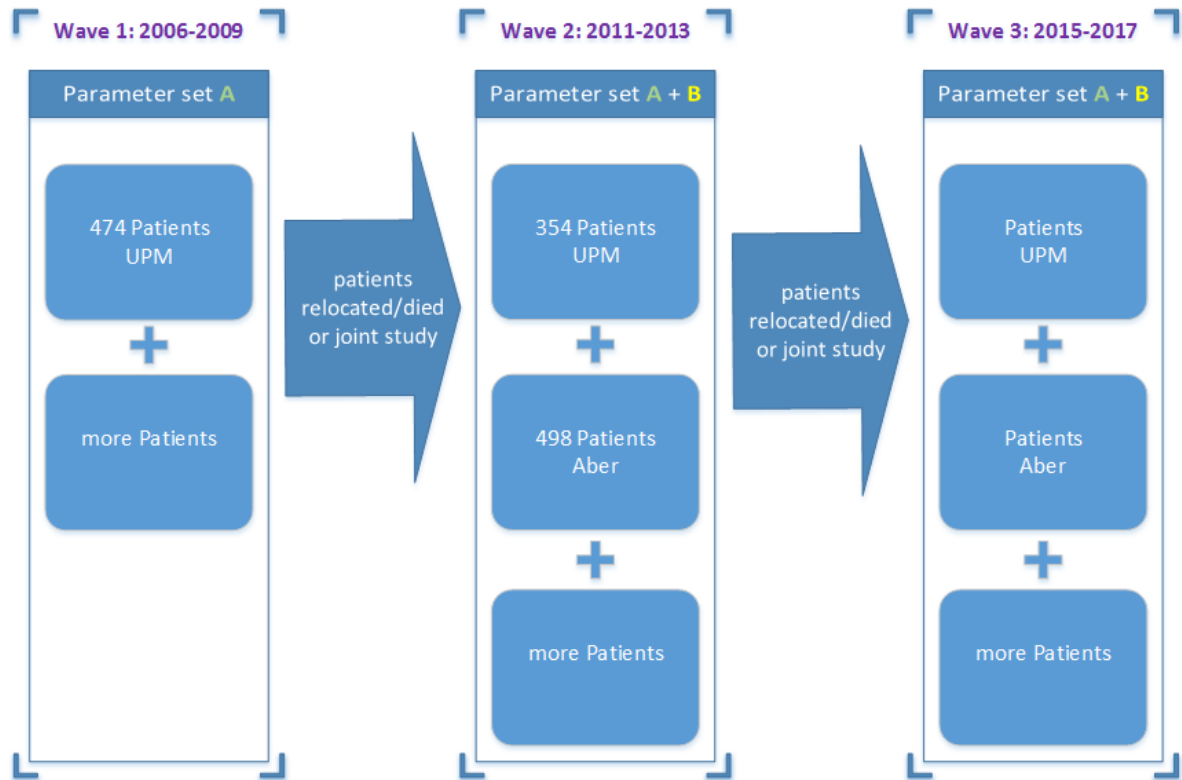 Wave 1: 2006-2009
Parameter set A
474 Patients
UPM
more Patients
patients
relocated/died
or joint study
Wave 2: 2011-2013
Parameter set A + B
354 Patients
UPM
498 Patients
Aber
more Patients
patients
relocated/died
or joint study
Wave 3: 2015-2017
Parameter set A + B
Patients
UPM
Patients
Aber
more Patients